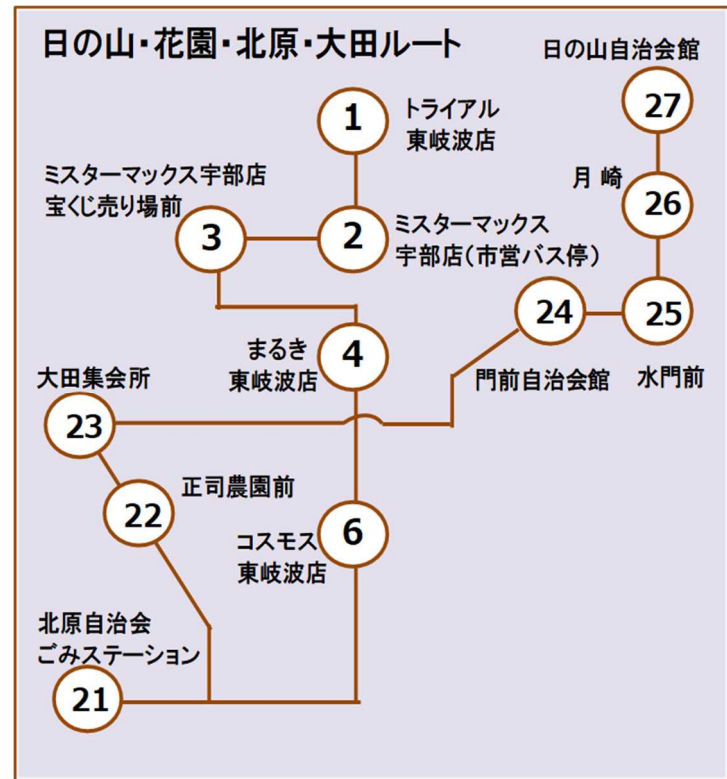 日の山・花園・北原・大田ルート
日の山自治会館
27
1
トライアル
東岐波店
月 崎
26
ミスターマックス宇部店
宝くじ売り場前
3
2
ミスターマックス
宇部店(市営バス停)
24
25
門前自治会館
水門前
まるき
東岐波店
4
大田集会所
23
正司農園前
22
コスモス
東岐波店
6
北原自治会
ごみステーション
21